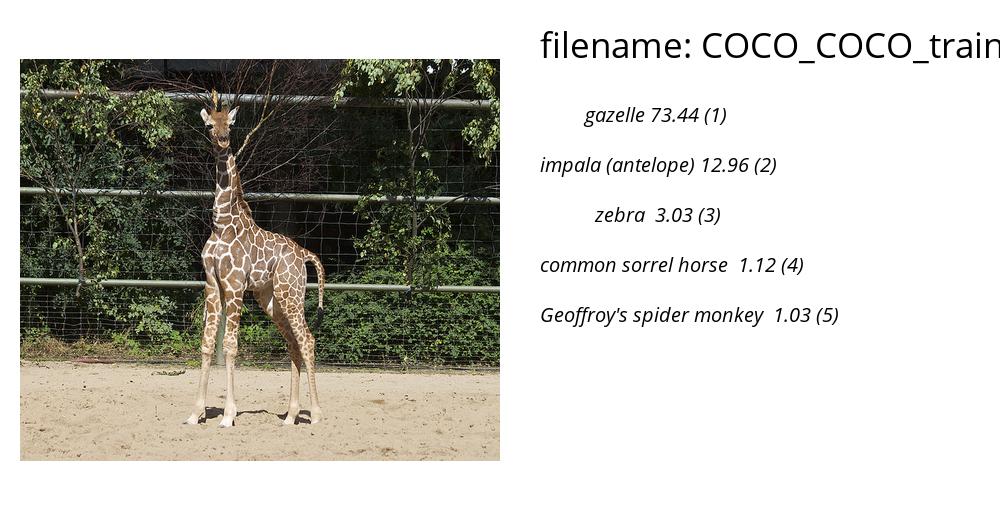 filename: COCO_COCO_train
gazelle 73.44 (1)
impala (antelope) 12.96 (2)
zebra 3.03 (3)
common sorrel horse 1.12 (4)
Geoffroy's spider monkey 1.03 (5)